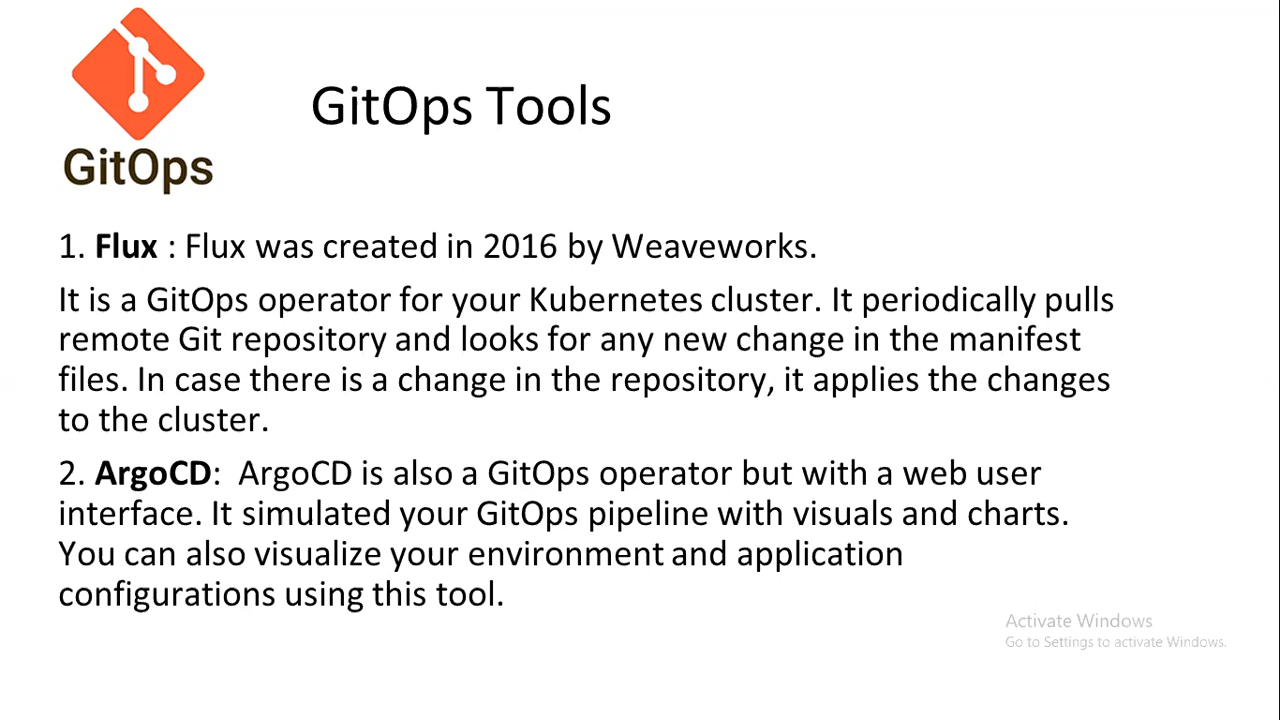 GitOps
GitOps Tools
1. Flux : Flux was created in 2016 by Weaveworks.
It is a GitOps operator for your Kubernetes cluster. It periodically pulls
remote Git repository and looks for any new change in the manifest
files. In case there is a change in the repository, it applies the changes
to the cluster.
2. ArgoCD:  ArgoCD is also a GitOps operator but with a web user
interface. It simulated your GitOps pipeline with visuals and charts.
You can also visualize your environment and application
configurations using this tool.
Activate Windows
Go to Settings to activate Windows.